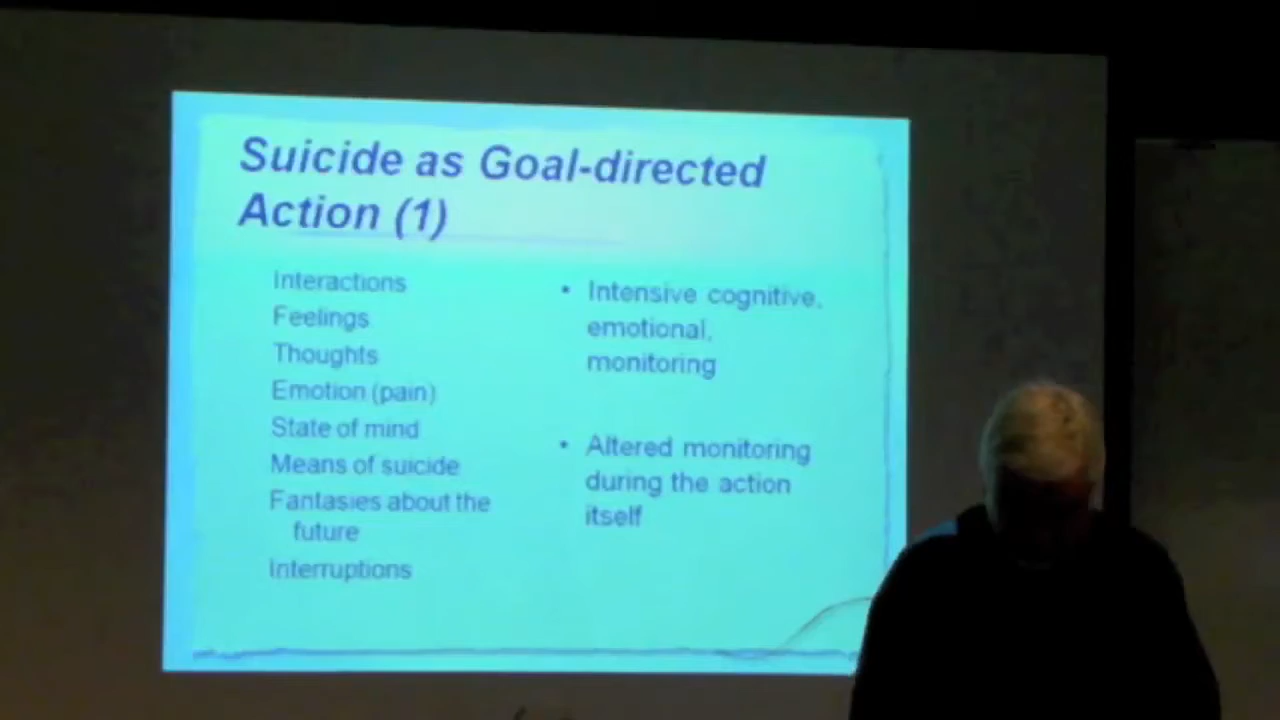 Suicide as Goal-directed
Action (1)
Interactions
Feelings
Thoughts
Emotion (pain)
State of mind
Means of suicide
Fantasies about the
future
Interruptions
• Intensive cognitive,
emotional,
monitoring
• Altered monitoring
during the action
itself